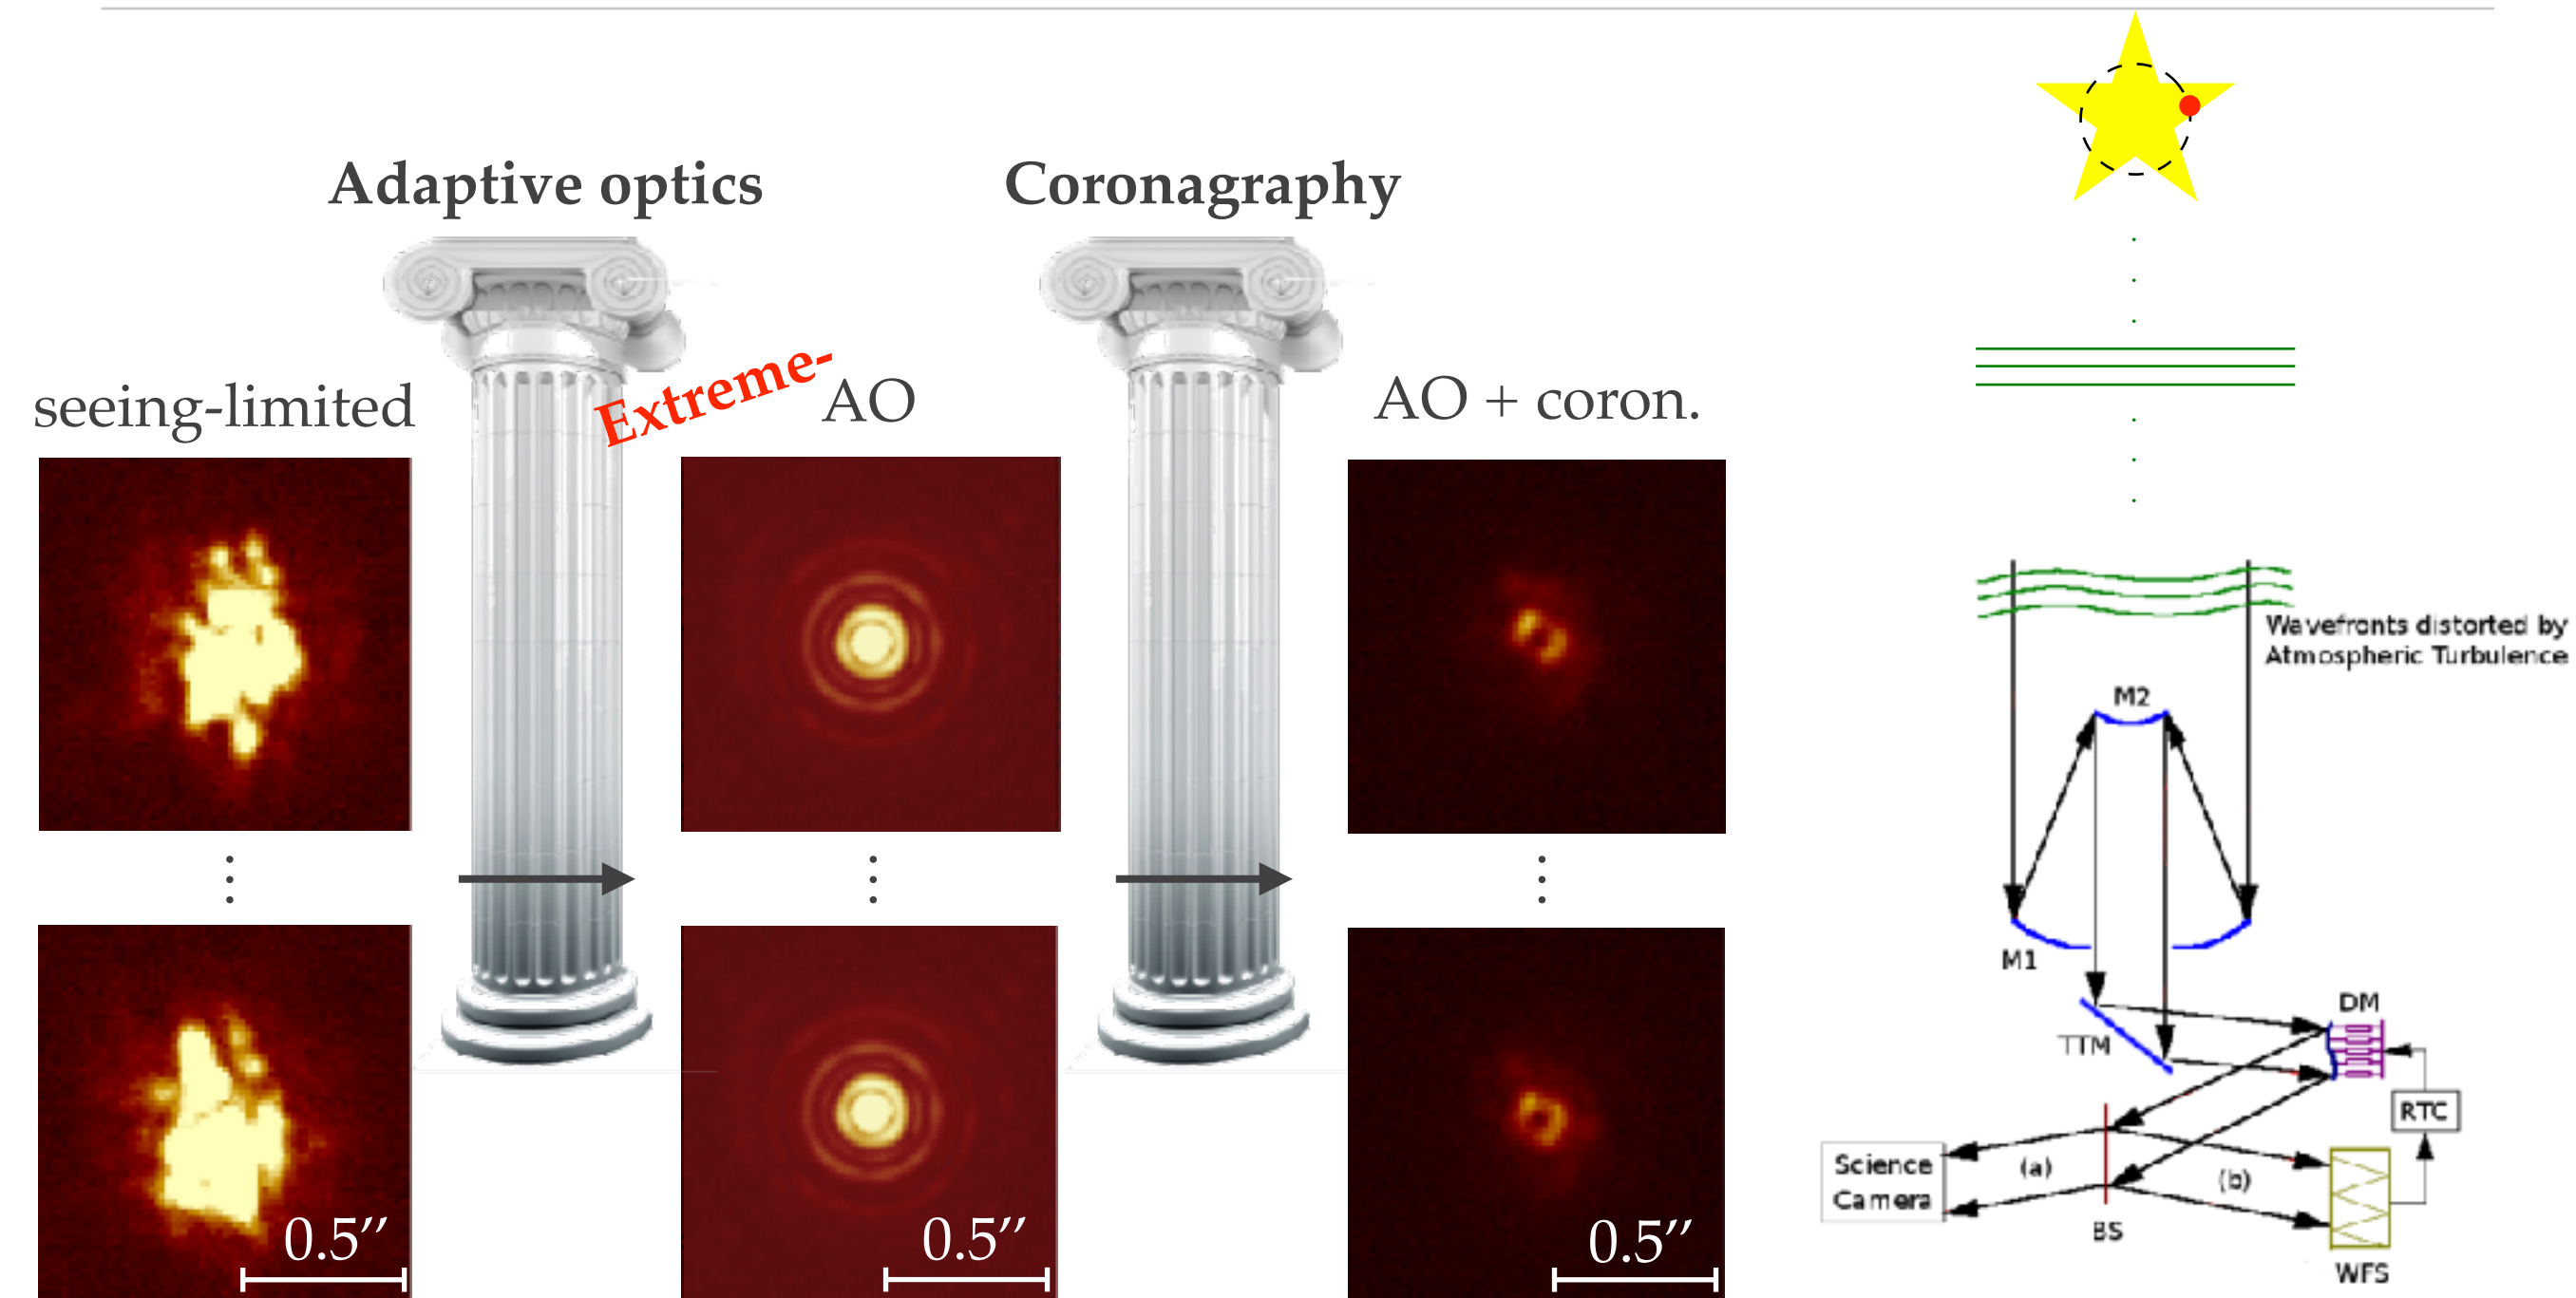 Adaptive optics
Coronagraphy
seeing-limited
Extreme-
AO
AO + coron.
0.5″
0.5″
0.5″
Wavefronts distorted by
Atmospheric Turbulence
M2
M1
TTM
DM
RTC
Science
Camera
(a)
(b)
BS
WFS